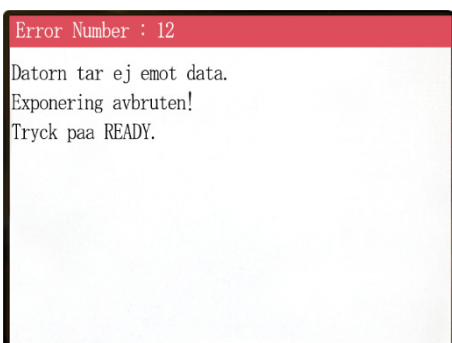 Error Number : 12
Datorn tar ej emot data.
Exponering avbruten!
Tryck paa READY.